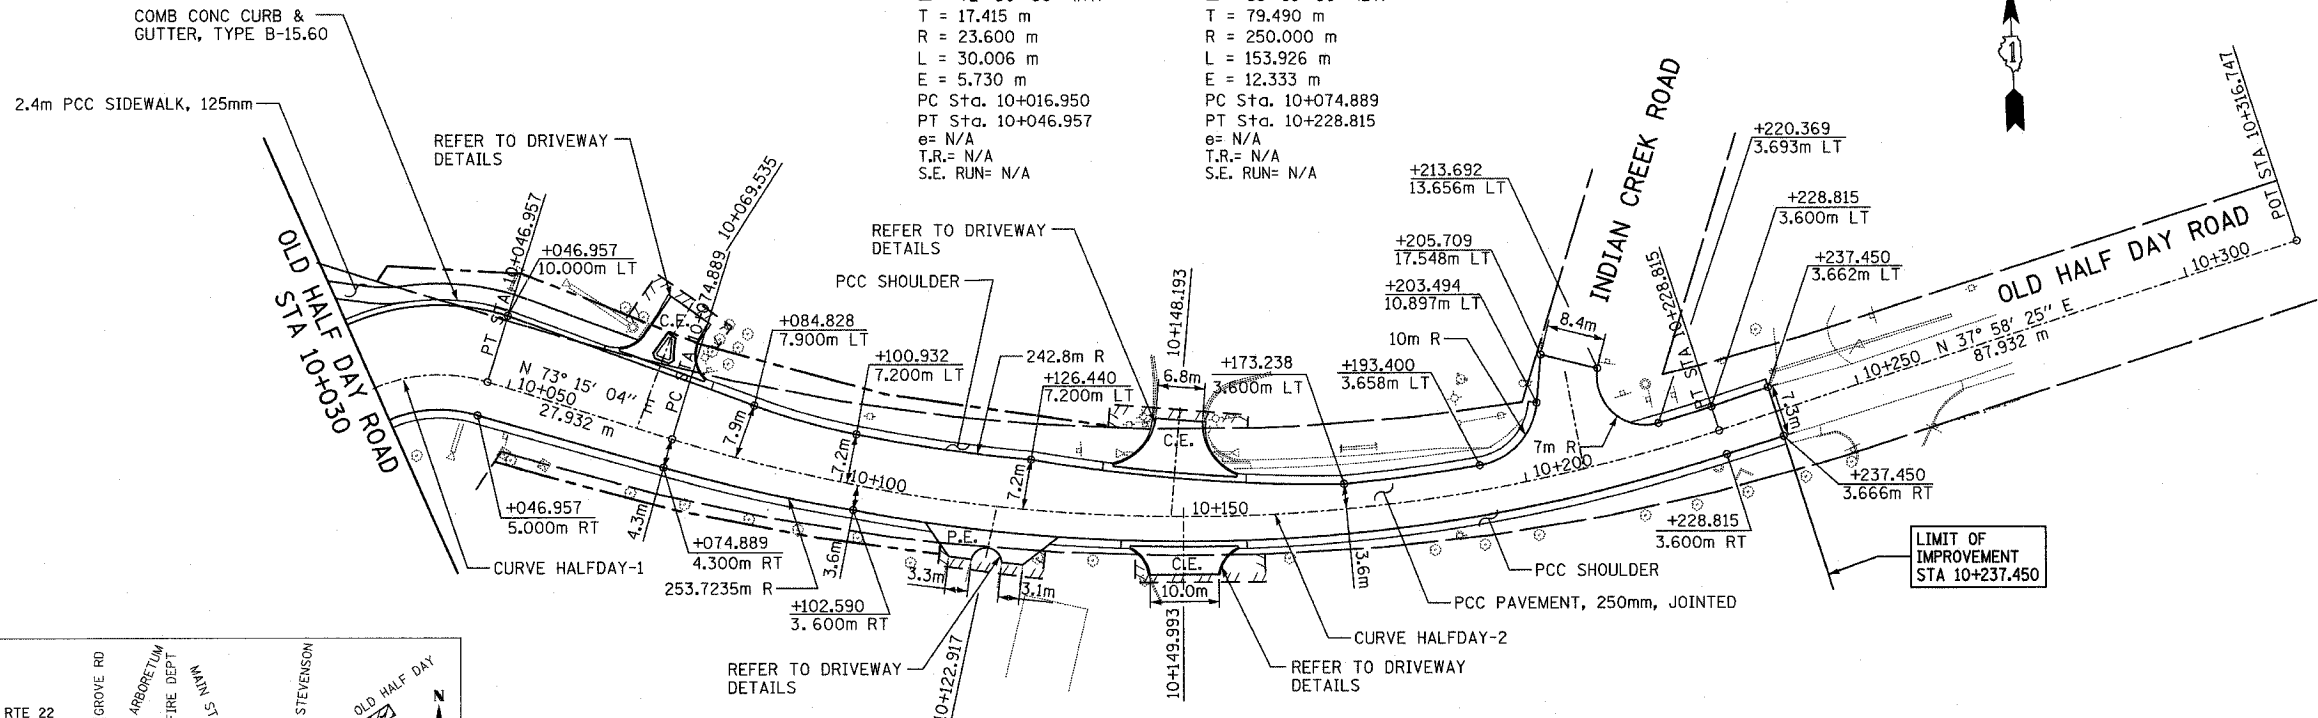 COMB CONC CURB &
GUTTER, TYPE B-15.60
2.4m PCC SIDEWALK, 125mm
REFER TO DRIVEWAY
DETAILS
T = 17.415 m
R = 23.600 m
L = 30.006 m
E = 5.730 m
PC Sta. 10+016.950
PT Sta. 10+046.957
e= N/A
T.R.= N/A
S.E. RUN= N/A
T = 79.490 m
R = 250.000 m
L = 153.926 m
E = 12.333 m
PC Sta. 10+074.889
PT Sta. 10+228.815
e= N/A
T.R.= N/A
S.E. RUN= N/A
1
OLD HALF DAY ROAD
STA 10+030
PT STA 10+046.957
+046.957
10.000m LT
C.E.
10+069.535
PC STA 10+074.889
N 73° 15' 04"
E
27.932 m
10+050
+084.828
7.900m LT
7.9m
REFER TO DRIVEWAY
DETAILS
PCC SHOULDER
+100.932
7.200m LT
7.2m
10+100
242.8m R
+126.440
7.200m LT
7.2m
10+148.193
6.8m
C.E.
+173.238
3.600m LT
+193.400
3.658m LT
10m R
+203.494
10.897m LT
+205.709
17.548m LT
+213.692
13.656m LT
INDIAN CREEK ROAD
8.4m
7m R
10+200
+220.369
3.693m LT
PT STA 10+228.815
+228.815
3.600m LT
+237.450
3.662m LT
7.3m
OLD HALF DAY ROAD
10+250
N 37° 58' 25" E
87.932 m
10+300
POT STA 10+316.747
+237.450
3.666m RT
+228.815
3.600m RT
LIMIT OF
IMPROVEMENT
STA 10+237.450
PCC SHOULDER
PCC PAVEMENT, 250mm, JOINTED
CURVE HALFDAY-2
REFER TO DRIVEWAY
DETAILS
3.6m
10+150
C.E.
10.0m
10+149.993
P.E.
3.3m
3.1m
10+122.917
REFER TO DRIVEWAY
DETAILS
3.6m
+102.590
3.600m RT
253.7235m R
+074.889
4.300m RT
4.3m
+046.957
5.000m RT
CURVE HALFDAY-1
RTE 22
GROVE RD
ARBORETUM
FIRE DEPT
MAIN ST
STEVENSON
OLD HALF DAY
N